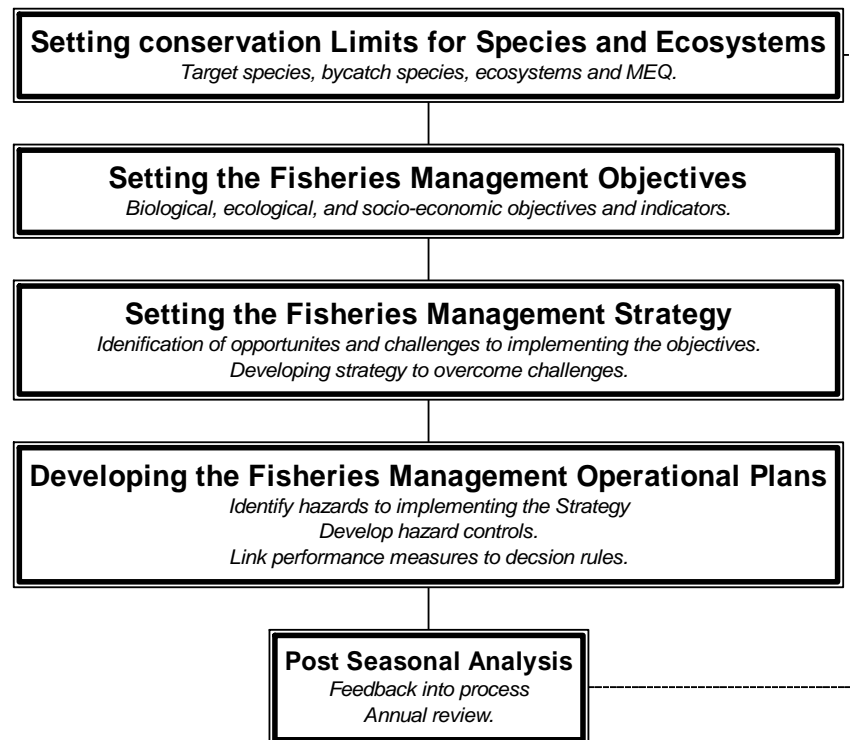 Setting conservation Limits for Species and Ecosystems
Target species, bycatch species, ecosystems and MEQ.
Setting the Fisheries Management Objectives
Biological, ecological, and socio-economic objectives and indicators.
Setting the Fisheries Management Strategy
Idenification of opportunites and challenges to implementing the objectives.
Developing strategy to overcome challenges.
Developing the Fisheries Management Operational Plans
Identify hazards to implementing the Strategy
Develop hazard controls.
Link performance measures to decsion rules.
Post Seasonal Analysis
Feedback into process
Annual review.